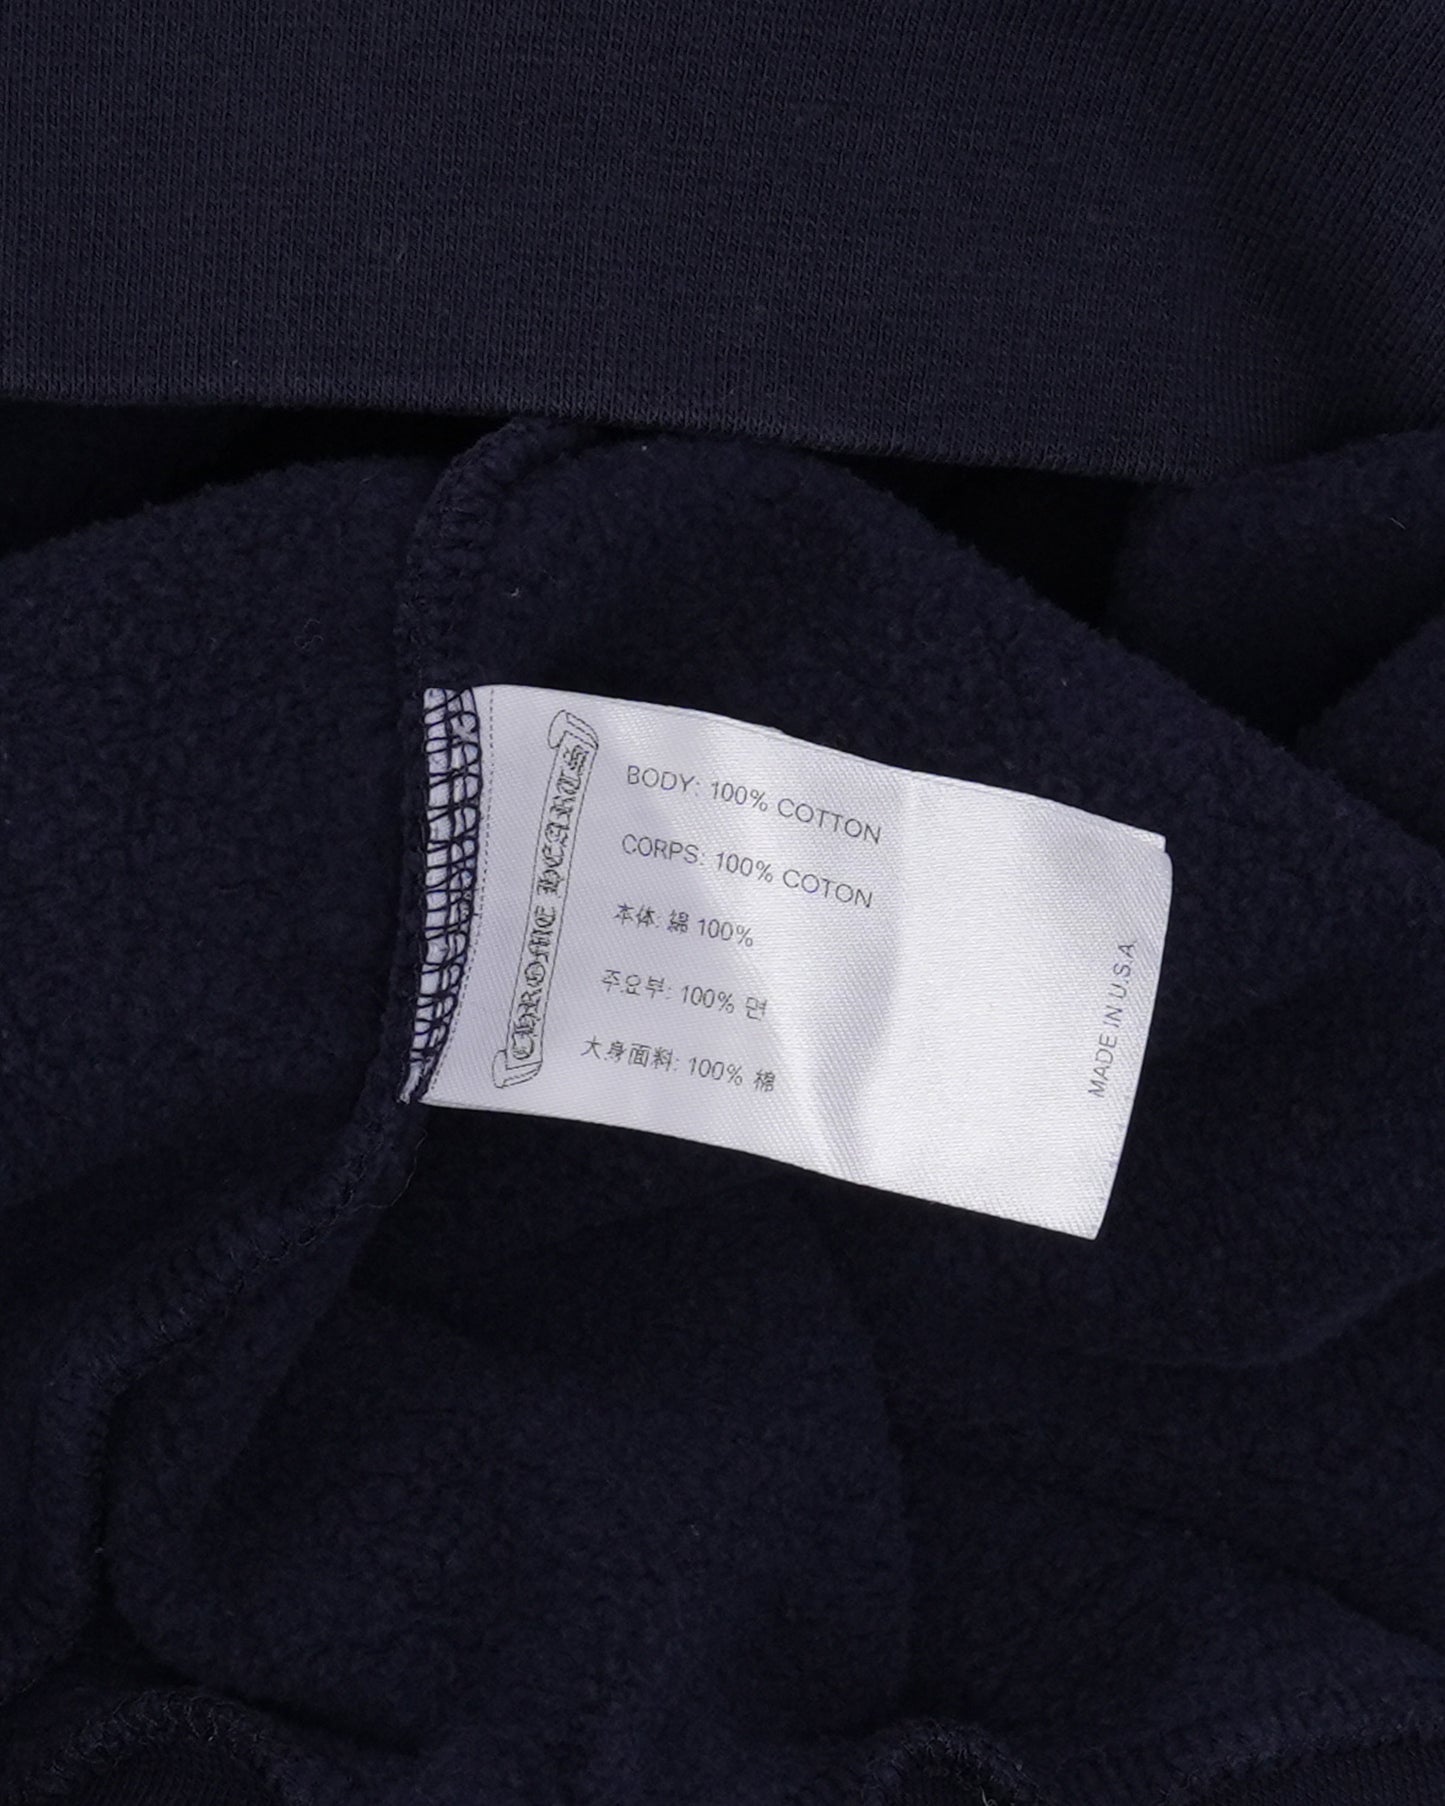 CHROME HEARTS
BODY: 100% COTTON
CORPS: 100% COTON
本体: 綿 100%
주요부: 100% 면
大身面料: 100% 棉
MADE IN U.S.A.